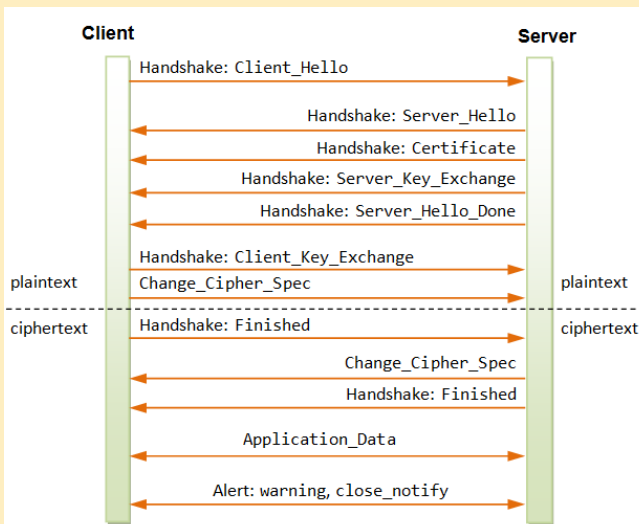 Client
Server
Handshake: Client_Hello
Handshake: Server_Hello
Handshake: Certificate
Handshake: Server_Key_Exchange
Handshake: Server_Hello_Done
Handshake: Client_Key_Exchange
plaintext
Change_Cipher_Spec
plaintext
ciphertext
Handshake: Finished
ciphertext
Change_Cipher_Spec
Handshake: Finished
Application_Data
Alert: warning, close_notify